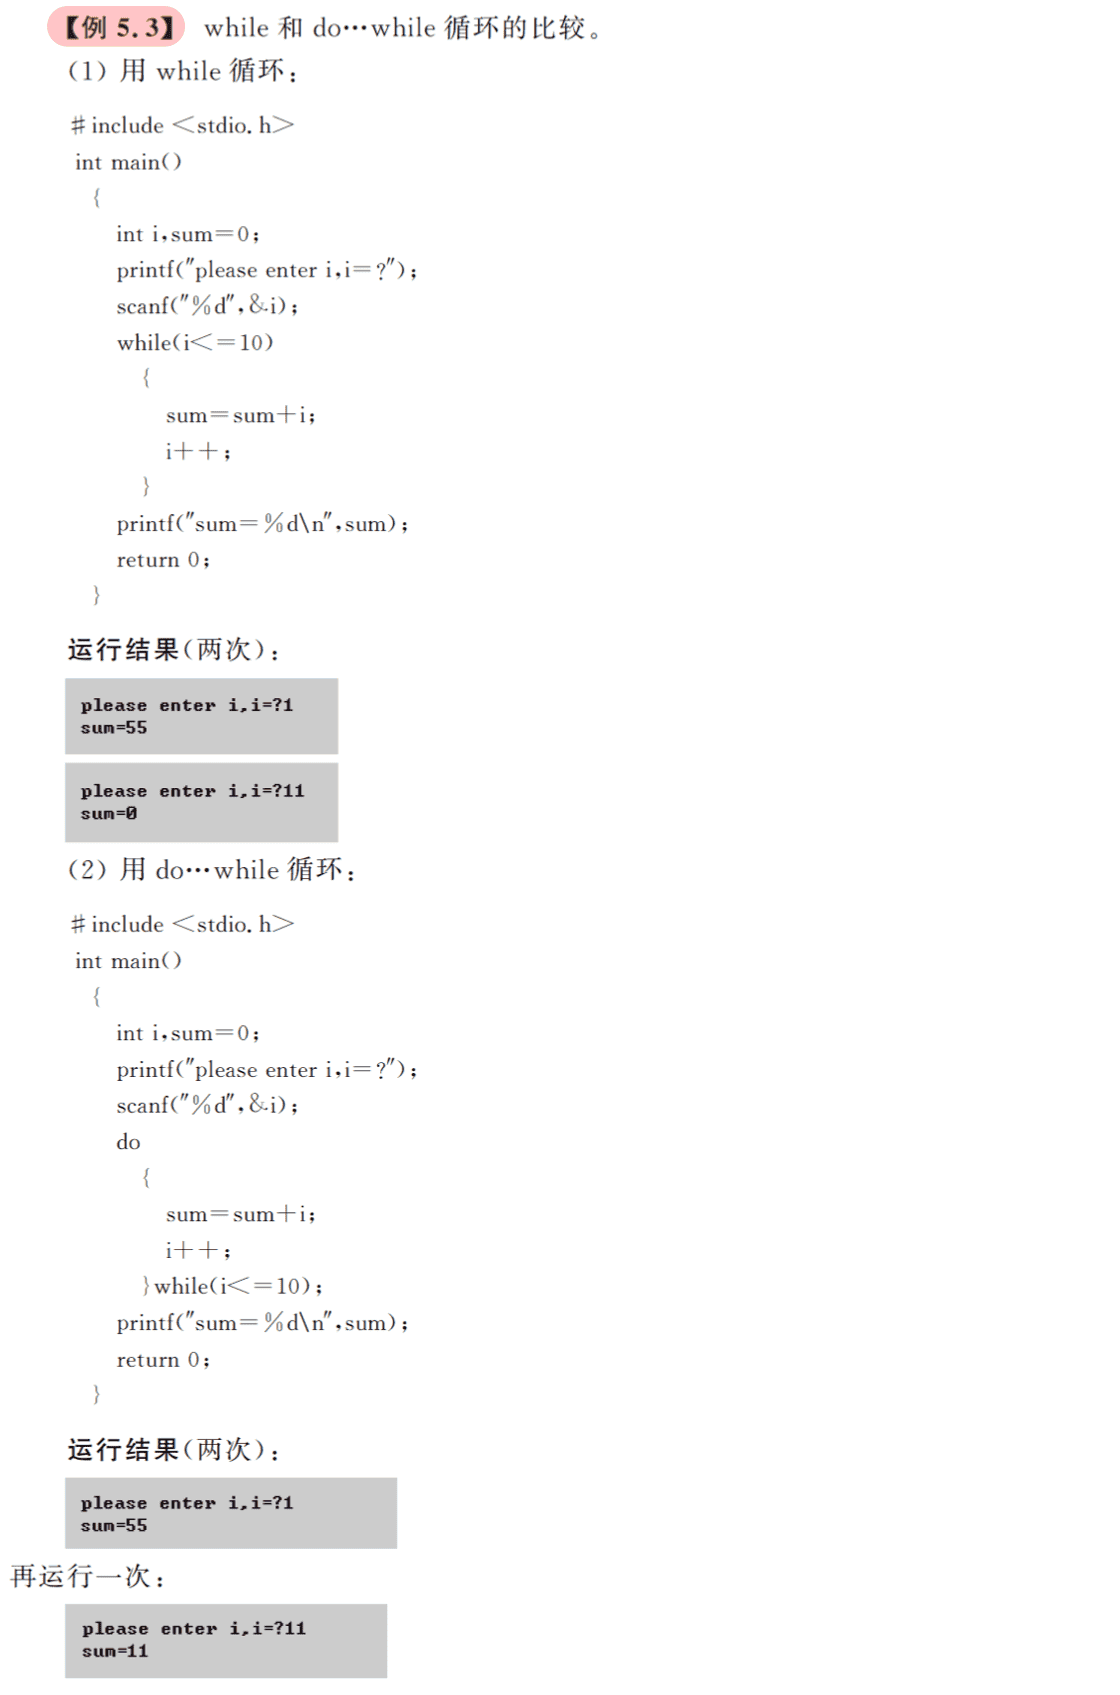 【例 5.3】 while 和 do…while 循环的比较。
(1) 用 while 循环：
#include <stdio.h>
int main()
{
int i,sum=0;
printf("please enter i,i=?");
scanf("%d",&i);
while(i<=10)
{
sum=sum+i;
i++;
}
printf("sum=%d\n",sum);
return 0;
}
运行结果(两次)：
please enter i,i=?1
sum=55
please enter i,i=?11
sum=0
(2) 用 do…while 循环：
#include <stdio.h>
int main()
{
int i,sum=0;
printf("please enter i,i=?");
scanf("%d",&i);
do
{
sum=sum+i;
i++;
}while(i<=10);
printf("sum=%d\n",sum);
return 0;
}
运行结果(两次)：
please enter i,i=?1
sum=55
再运行一次：
please enter i,i=?11
sum=11